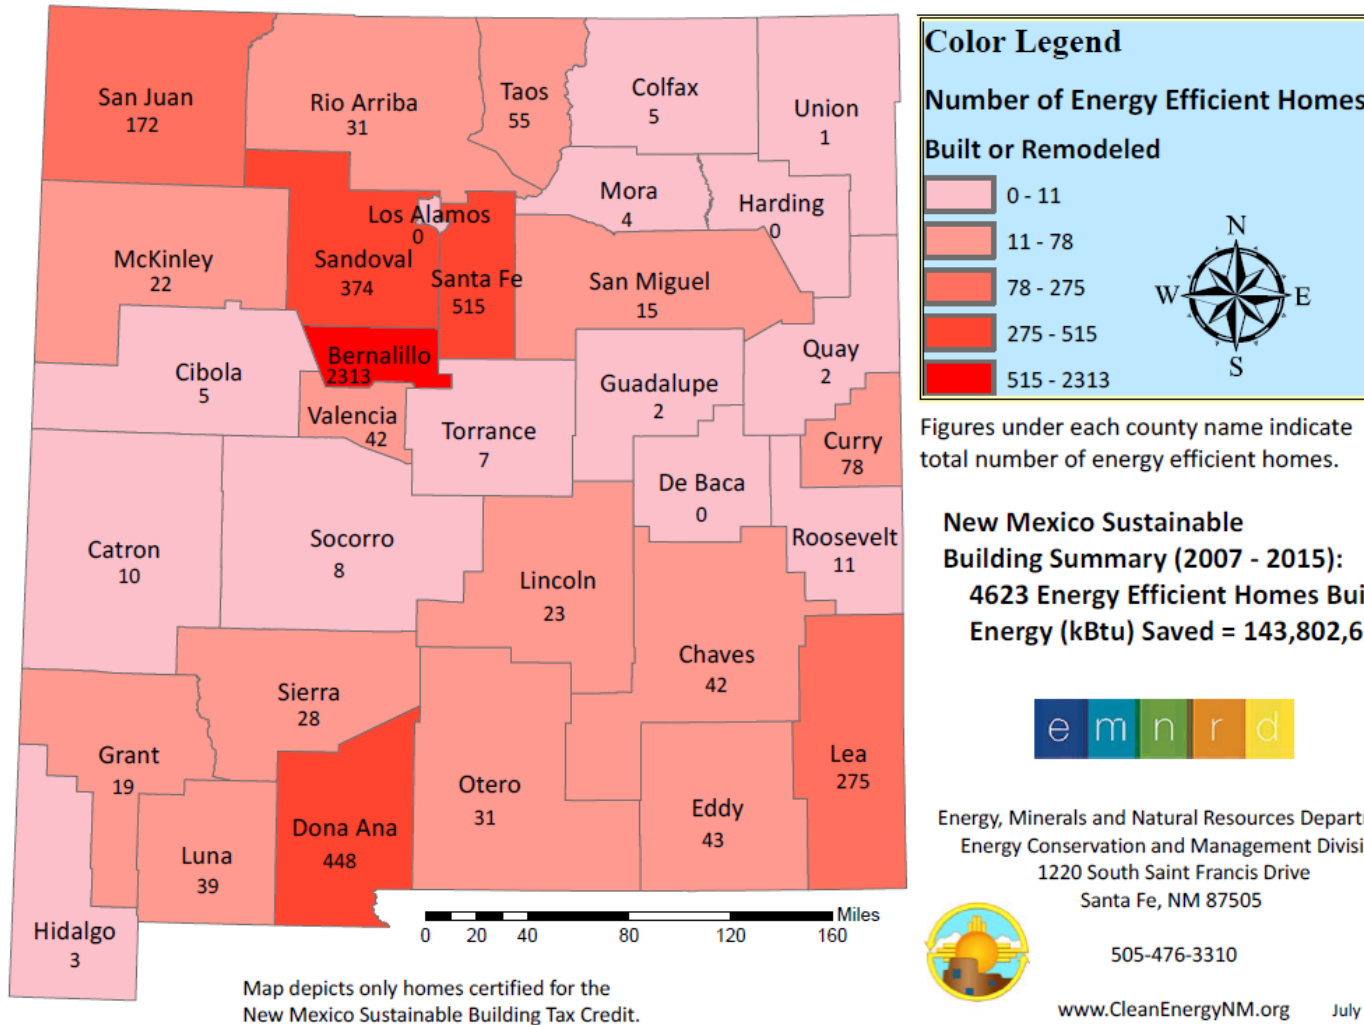 San Juan
172
Rio Arriba
31
Taos
55
Colfax
5
Union
1
Mora
4
Harding
0
Los Alamos
0
McKinley
22
Sandoval
374
Santa Fe
515
San Miguel
15
Quay
2
Cibola
5
Bernalillo
2313
Guadalupe
2
Valencia
42
Torrance
7
Curry
78
De Baca
0
Catron
10
Socorro
8
Roosevelt
11
Lincoln
23
Chaves
42
Sierra
28
Grant
19
Otero
31
Lea
275
Dona Ana
448
Eddy
43
Luna
39
Hidalgo
3
Miles
0 20 40 80 120 160
Map depicts only homes certified for the
New Mexico Sustainable Building Tax Credit.
Color Legend
Number of Energy Efficient Homes
Built or Remodeled
0 - 11
11 - 78
78 - 275
275 - 515
515 - 2313
N
W E
S
Figures under each county name indicate
total number of energy efficient homes.
New Mexico Sustainable
Building Summary (2007 - 2015):
4623 Energy Efficient Homes Bui
Energy (kBtu) Saved = 143,802,6
e m n r d
Energy, Minerals and Natural Resources Depart
Energy Conservation and Management Divisi
1220 South Saint Francis Drive
Santa Fe, NM 87505
505-476-3310
www.CleanEnergyNM.org July